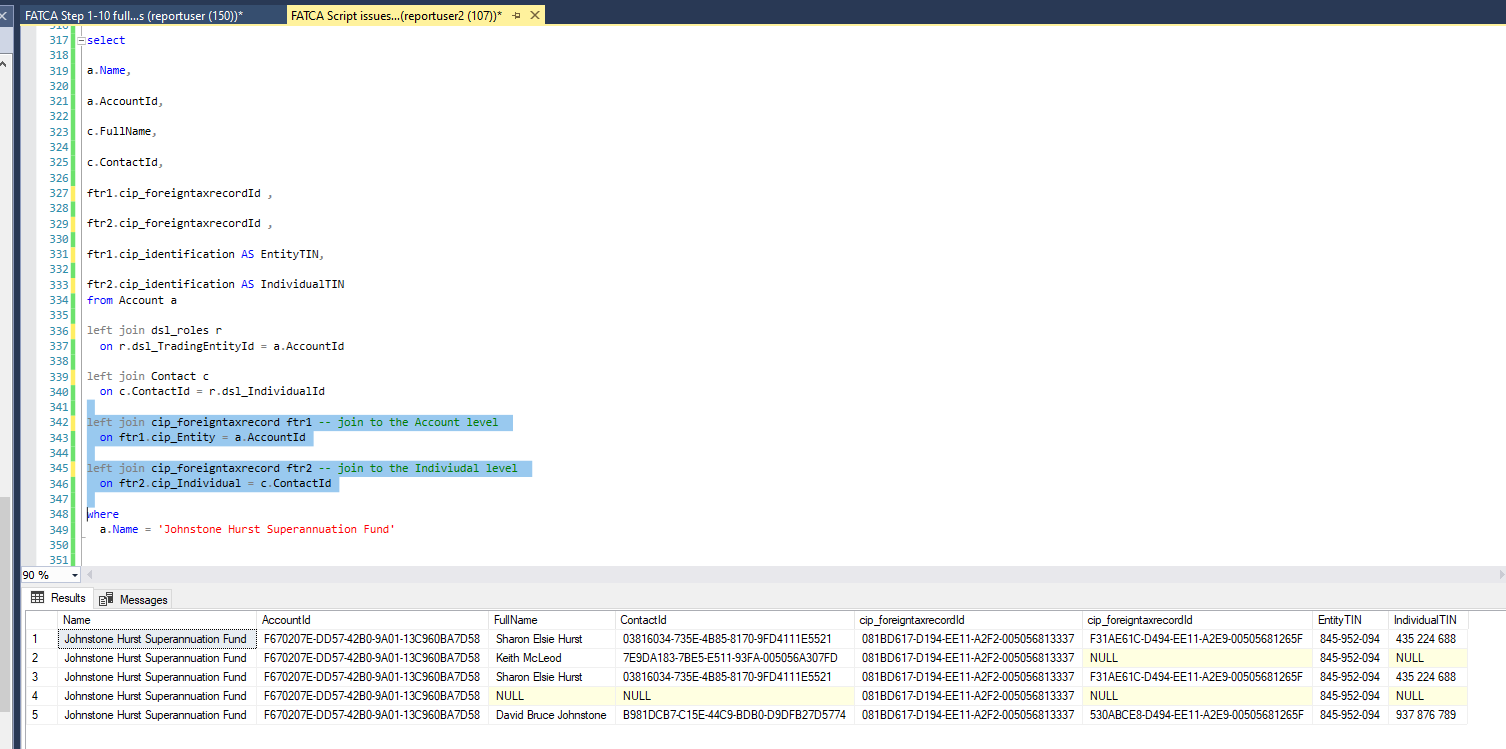 FATCA Step 1-10 full...s (reportuser (150))*
FATCA Script issues...(reportuser2 (107))*
317 select
318
319 a.Name,
320
321 a.AccountId,
322
323 c.FullName,
324
325 c.ContactId,
326
327 ftr1.cip_foreigntaxrecordId ,
328
329 ftr2.cip_foreigntaxrecordId ,
330
331 ftr1.cip_identification AS EntityTIN,
332
333 ftr2.cip_identification AS IndividualTIN
334 from Account a
335
336 left join dsl_roles r
337 on r.dsl_TradingEntityId = a.AccountId
338
339 left join Contact c
340 on c.ContactId = r.dsl_IndividualId
341
342 left join cip_foreigntaxrecord ftr1 -- join to the Account level
343 on ftr1.cip_Entity = a.AccountId
344
345 left join cip_foreigntaxrecord ftr2 -- join to the Indiviudal level
346 on ftr2.cip_Individual = c.ContactId
347
348 where
349 a.Name = 'Johnstone Hurst Superannuation Fund'
350
351
90 %
Results Messages
Name AccountId FullName ContactId cip_foreigntaxrecordId cip_foreigntaxrecordId EntityTIN IndividualTIN
1 Johnstone Hurst Superannuation Fund F670207E-DD57-42B0-9A01-13C960BA7D58 Sharon Elsie Hurst 03816034-735E-4B85-8170-9FD4111E5521 081BD617-D194-EE11-A2F2-005056813337 F31AE61C-D494-EE11-A2E9-00505681265F 845-952-094 435 224 688
2 Johnstone Hurst Superannuation Fund F670207E-DD57-42B0-9A01-13C960BA7D58 Keith McLeod 7E9DA183-7BE5-E511-93FA-005056A307FD 081BD617-D194-EE11-A2F2-005056813337 NULL 845-952-094 NULL
3 Johnstone Hurst Superannuation Fund F670207E-DD57-42B0-9A01-13C960BA7D58 Sharon Elsie Hurst 03816034-735E-4B85-8170-9FD4111E5521 081BD617-D194-EE11-A2F2-005056813337 F31AE61C-D494-EE11-A2E9-00505681265F 845-952-094 435 224 688
4 Johnstone Hurst Superannuation Fund F670207E-DD57-42B0-9A01-13C960BA7D58 NULL NULL 081BD617-D194-EE11-A2F2-005056813337 NULL 845-952-094 NULL
5 Johnstone Hurst Superannuation Fund F670207E-DD57-42B0-9A01-13C960BA7D58 David Bruce Johnstone B981DCB7-C15E-44C9-BDB0-D9DFB27D5774 081BD617-D194-EE11-A2F2-005056813337 530ABCE8-D494-EE11-A2E9-00505681265F 845-952-094 937 876 789